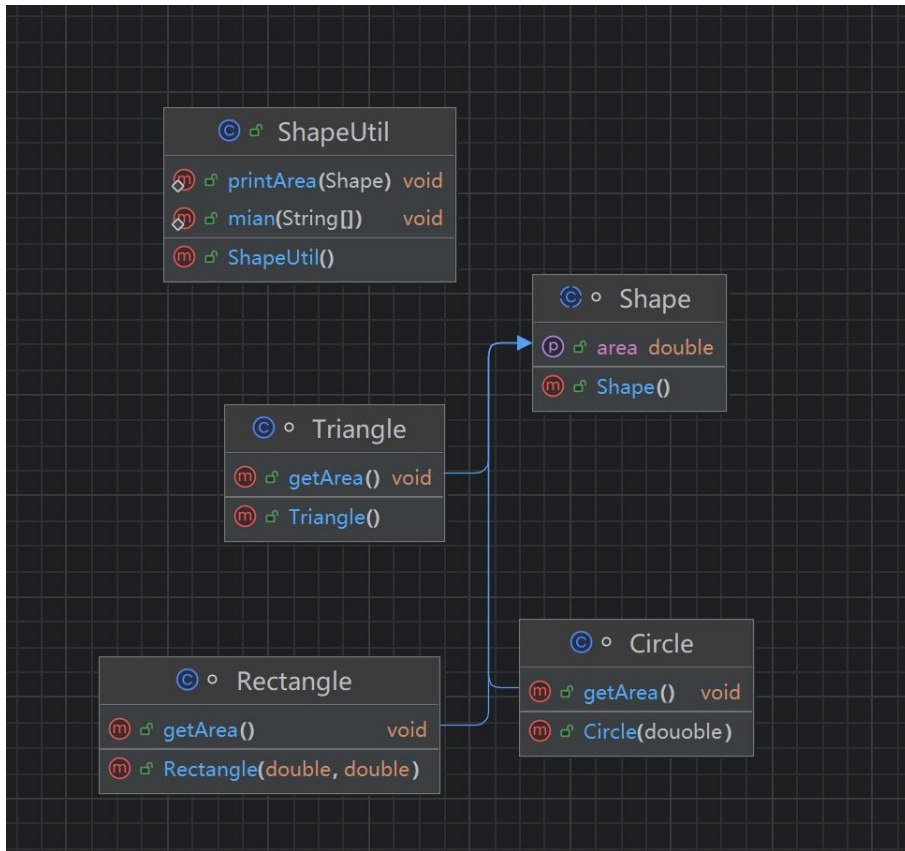 ShapeUtil
printArea(Shape) void
mian(String[]) void
ShapeUtil()
Shape
area double
Shape()
Triangle
getArea() void
Triangle()
Circle
getArea() void
Circle(douoble)
Rectangle
getArea() void
Rectangle(double, double)